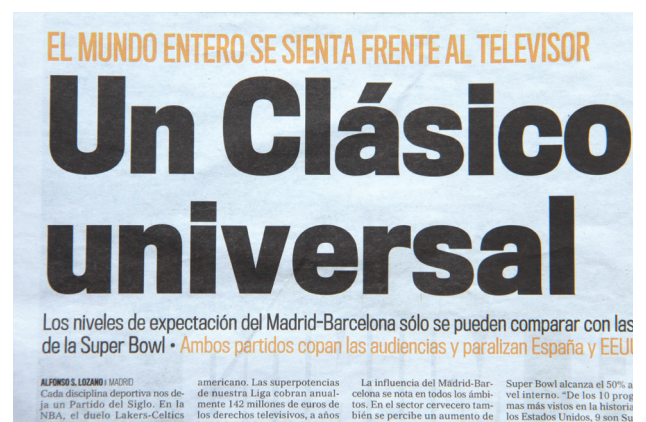 EL MUNDO ENTERO SE SIENTA FRENTE AL TELEVISOR
Un Clásico
universal
Los niveles de expectación del Madrid-Barcelona sólo se pueden comparar con las
de la Super Bowl • Ambos partidos copan las audiencias y paralizan España y EEUU
ALFONSO S. LOZANO | MADRID
Cada disciplina deportiva nos de-
ja un Partido del Siglo. En la
NBA, el duelo Lakers-Celtics
americano. Las superpotencias
de nuestra Liga cobran anual-
mente 142 millones de euros de
los derechos televisivos, a años
La influencia del Madrid-Bar-
celona se nota en todos los ámbi-
tos. En el sector cervecero tam-
bién se percibe un aumento de
Super Bowl alcanza el 50% a
vel interno. "De los 10 prog
mas más vistos en la historia
los Estados Unidos, 9 son Su